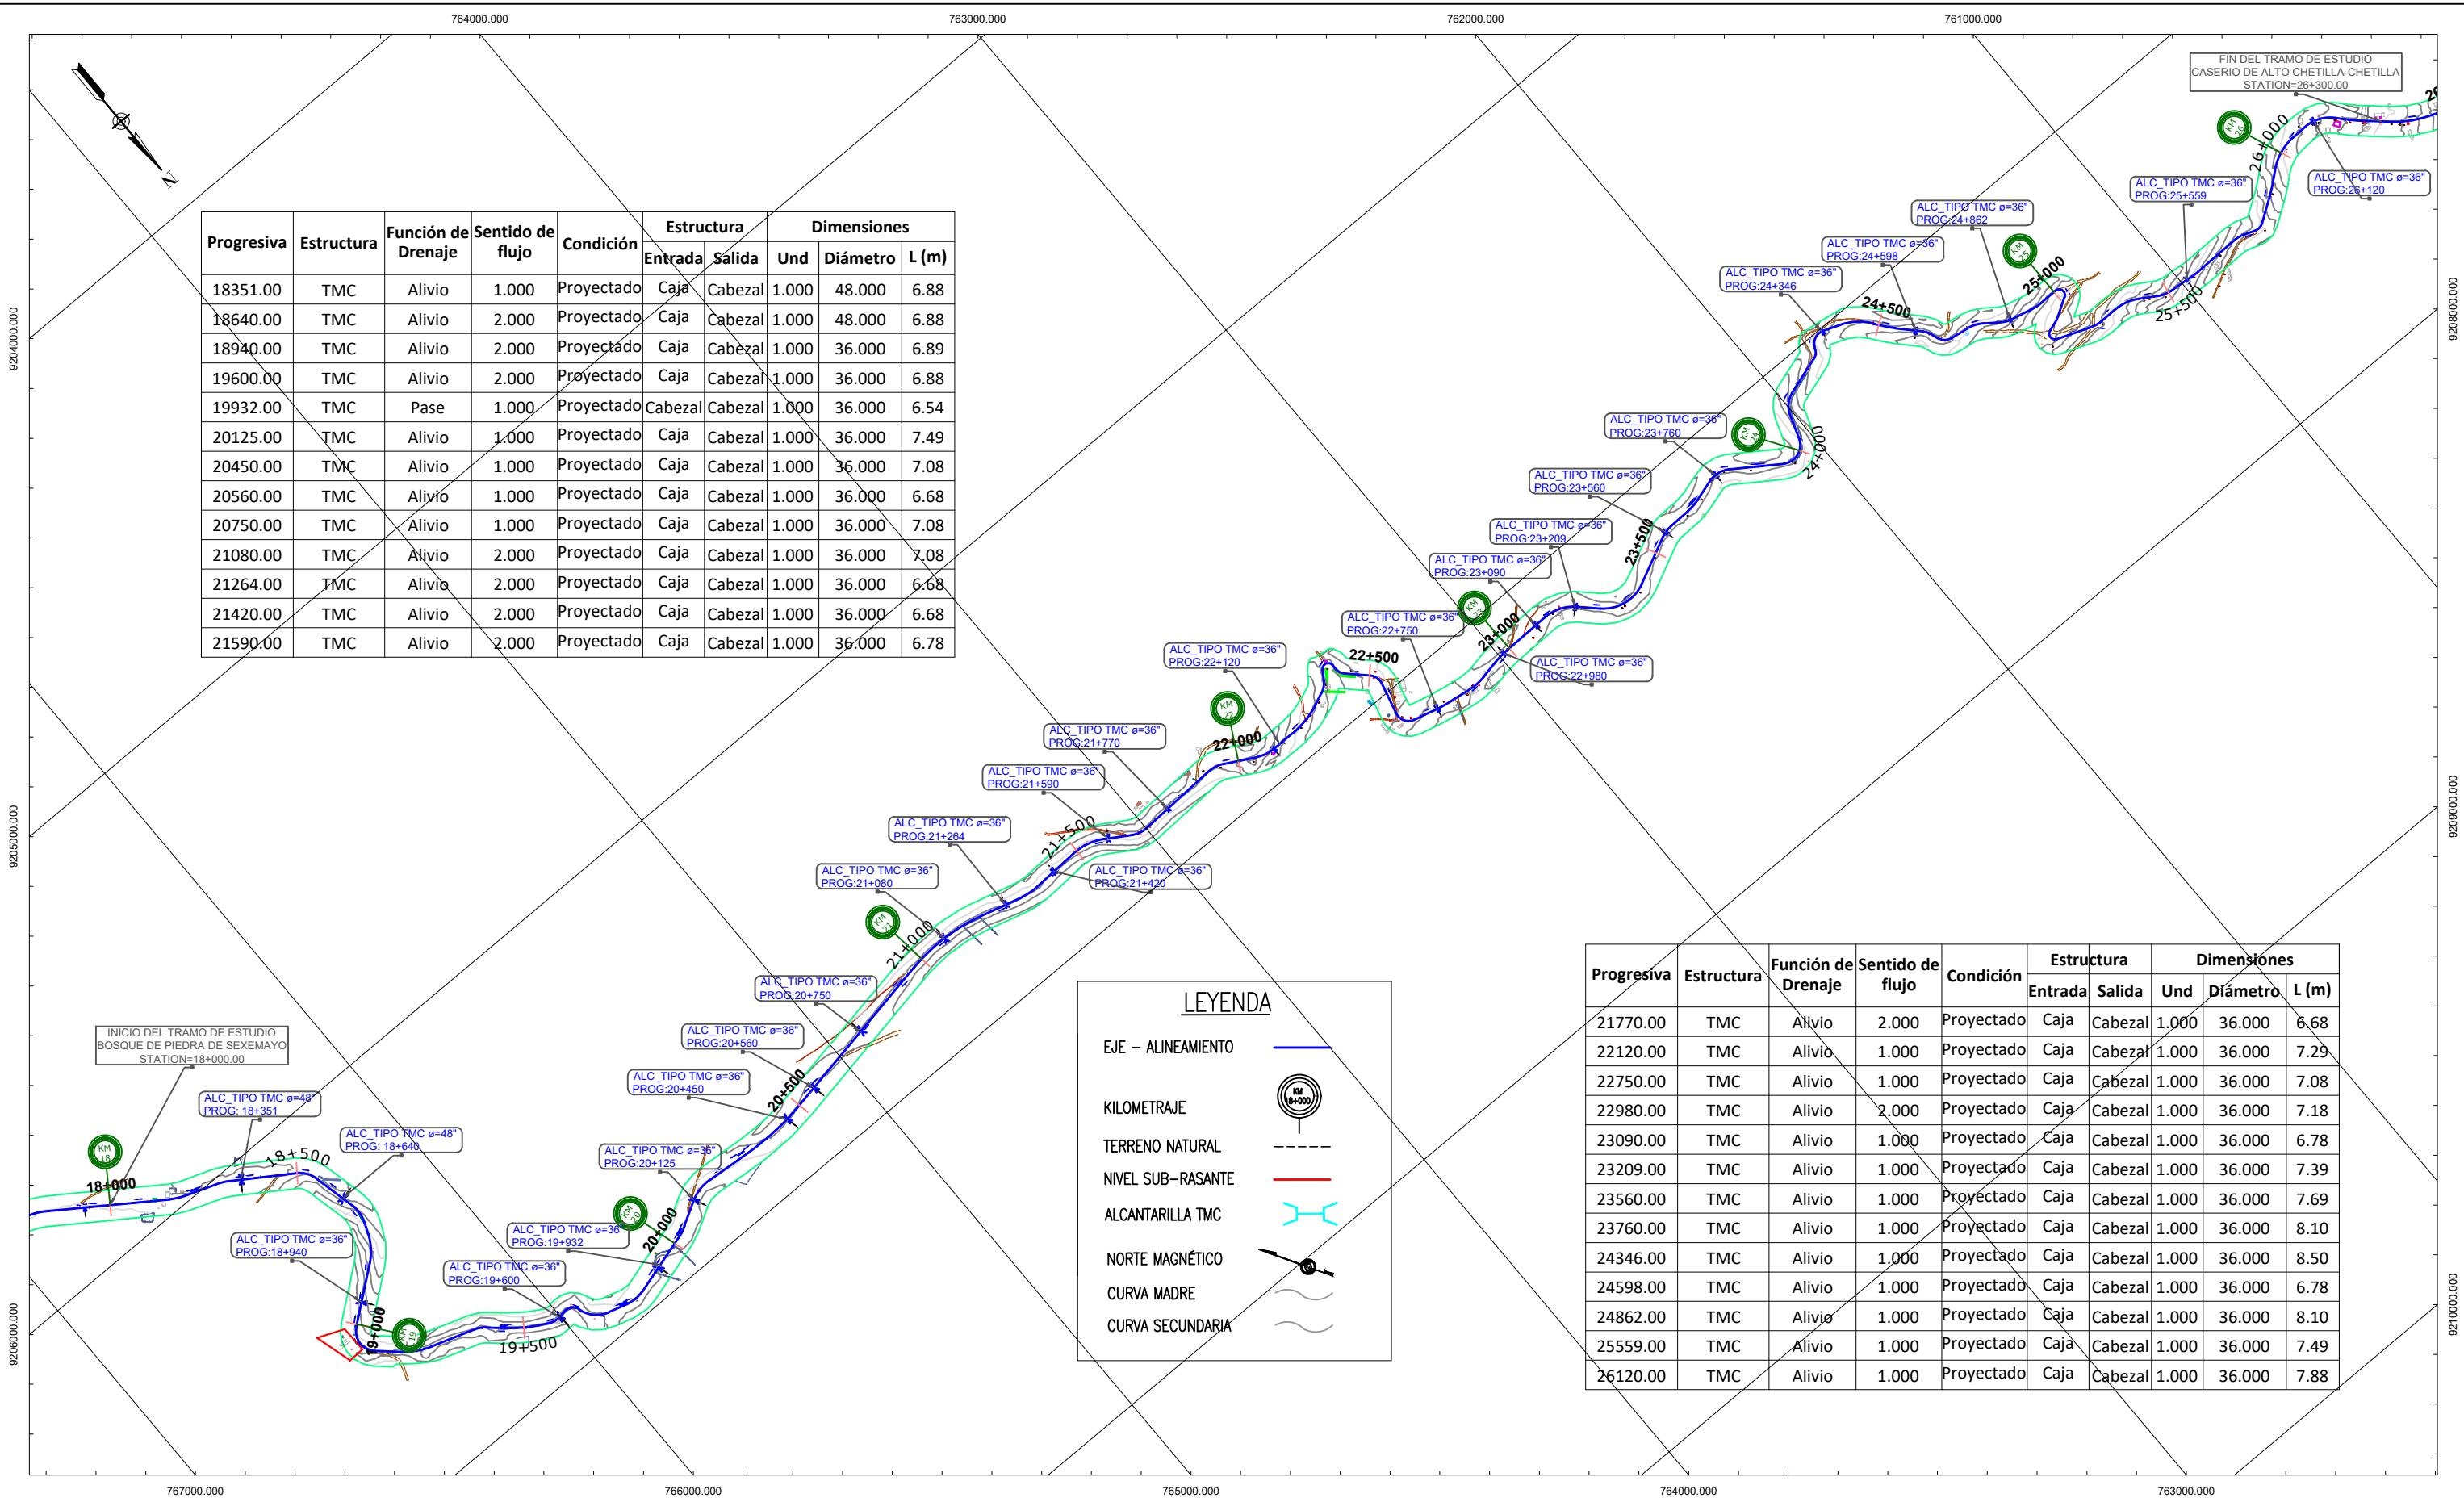 764000.000 763000.000 762000.000 761000.000
FIN DEL TRAMO DE ESTUDIO
CASERIO DE ALTO CHETILLA-CHETILLA
STATION=26+300.00
N
9204000.000
9205000.000
9206000.000
9208000.000
9209000.000
9210000.000
Progresiva Estructura Función de Drenaje Sentido de flujo Condición Estructura Dimensiones
Entrada Salida Und Diámetro L (m)
18351.00 TMC Alivio 1.000 Proyectado Caja Cabezal 1.000 48.000 6.88
18640.00 TMC Alivio 2.000 Proyectado Caja Cabezal 1.000 48.000 6.88
18940.00 TMC Alivio 2.000 Proyectado Caja Cabezal 1.000 36.000 6.89
19600.00 TMC Alivio 2.000 Proyectado Caja Cabezal 1.000 36.000 6.88
19932.00 TMC Pase 1.000 Proyectado Cabezal Cabezal 1.000 36.000 6.54
20125.00 TMC Alivio 1.000 Proyectado Caja Cabezal 1.000 36.000 7.49
20450.00 TMC Alivio 1.000 Proyectado Caja Cabezal 1.000 36.000 7.08
20560.00 TMC Alivio 1.000 Proyectado Caja Cabezal 1.000 36.000 6.68
20750.00 TMC Alivio 1.000 Proyectado Caja Cabezal 1.000 36.000 7.08
21080.00 TMC Alivio 2.000 Proyectado Caja Cabezal 1.000 36.000 7.08
21264.00 TMC Alivio 2.000 Proyectado Caja Cabezal 1.000 36.000 6.68
21420.00 TMC Alivio 2.000 Proyectado Caja Cabezal 1.000 36.000 6.68
21590.00 TMC Alivio 2.000 Proyectado Caja Cabezal 1.000 36.000 6.78
INICIO DEL TRAMO DE ESTUDIO
BOSQUE DE PIEDRA DE SEXEMAYO
STATION=18+000.00
KM 18
18+000
ALC_TIPO TMC ø=48"
PROG: 18+351
18+500
ALC_TIPO TMC ø=48"
PROG: 18+640
ALC_TIPO TMC ø=36"
PROG:18+940
KM 19
19+000
ALC_TIPO TMC ø=36"
PROG:19+600
19+500
ALC_TIPO TMC ø=36"
PROG:19+932
KM 20
20+000
ALC_TIPO TMC ø=36"
PROG:20+125
ALC_TIPO TMC ø=36"
PROG:20+450
20+500
ALC_TIPO TMC ø=36"
PROG:20+560
ALC_TIPO TMC ø=36"
PROG:20+750
KM 21
21+000
ALC_TIPO TMC ø=36"
PROG:21+080
ALC_TIPO TMC ø=36"
PROG:21+264
ALC_TIPO TMC ø=36"
PROG:21+420
21+500
ALC_TIPO TMC ø=36"
PROG:21+590
ALC_TIPO TMC ø=36"
PROG:21+770
KM 22
22+000
ALC_TIPO TMC ø=36"
PROG:22+120
22+500
ALC_TIPO TMC ø=36"
PROG:22+750
KM 23
23+000
ALC_TIPO TMC ø=36"
PROG:22+980
ALC_TIPO TMC ø=36"
PROG:23+090
ALC_TIPO TMC ø=36"
PROG:23+209
23+500
ALC_TIPO TMC ø=36"
PROG:23+560
ALC_TIPO TMC ø=36"
PROG:23+760
KM 24
24+000
ALC_TIPO TMC ø=36"
PROG:24+346
24+500
ALC_TIPO TMC ø=36"
PROG:24+598
ALC_TIPO TMC ø=36"
PROG:24+862
KM 25
25+000
25+500
ALC_TIPO TMC ø=36"
PROG:25+559
KM 26
26+000
ALC_TIPO TMC ø=36"
PROG:26+120
LEYENDA
EJE - ALINEAMIENTO
KILOMETRAJE
KM 18+000
TERRENO NATURAL
NIVEL SUB-RASANTE
ALCANTARILLA TMC
NORTE MAGNÉTICO
CURVA MADRE
CURVA SECUNDARIA
Progresiva Estructura Función de Drenaje Sentido de flujo Condición Estructura Dimensiones
Entrada Salida Und Diámetro L (m)
21770.00 TMC Alivio 2.000 Proyectado Caja Cabezal 1.000 36.000 6.68
22120.00 TMC Alivio 1.000 Proyectado Caja Cabezal 1.000 36.000 7.29
22750.00 TMC Alivio 1.000 Proyectado Caja Cabezal 1.000 36.000 7.08
22980.00 TMC Alivio 2.000 Proyectado Caja Cabezal 1.000 36.000 7.18
23090.00 TMC Alivio 1.000 Proyectado Caja Cabezal 1.000 36.000 6.78
23209.00 TMC Alivio 1.000 Proyectado Caja Cabezal 1.000 36.000 7.39
23560.00 TMC Alivio 1.000 Proyectado Caja Cabezal 1.000 36.000 7.69
23760.00 TMC Alivio 1.000 Proyectado Caja Cabezal 1.000 36.000 8.10
24346.00 TMC Alivio 1.000 Proyectado Caja Cabezal 1.000 36.000 8.50
24598.00 TMC Alivio 1.000 Proyectado Caja Cabezal 1.000 36.000 6.78
24862.00 TMC Alivio 1.000 Proyectado Caja Cabezal 1.000 36.000 8.10
25559.00 TMC Alivio 1.000 Proyectado Caja Cabezal 1.000 36.000 7.49
26120.00 TMC Alivio 1.000 Proyectado Caja Cabezal 1.000 36.000 7.88
767000.000 766000.000 765000.000 764000.000 763000.000